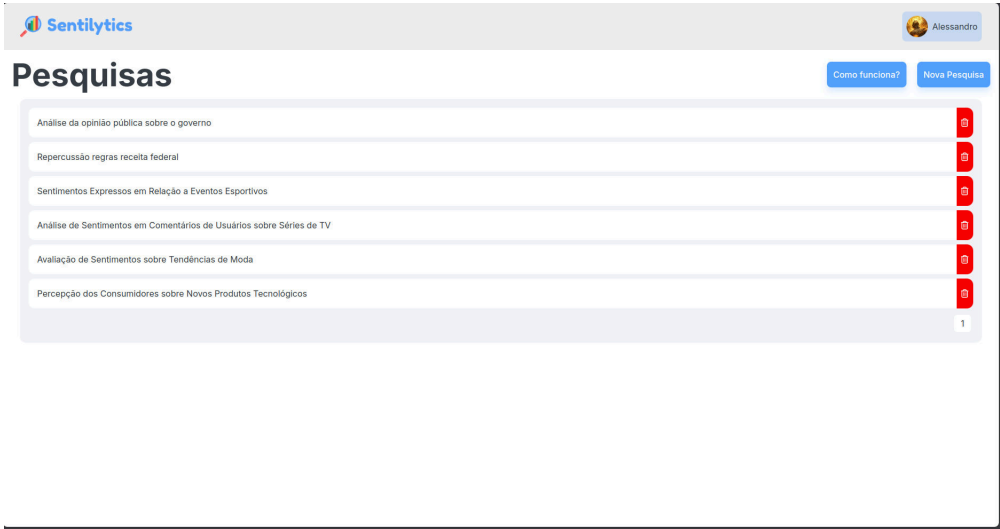 Sentilytics
Alessandro
Pesquisas
Como funciona?
Nova Pesquisa
Análise da opinião pública sobre o governo
Repercussão regras receita federal
Sentimentos Expressos em Relação a Eventos Esportivos
Análise de Sentimentos em Comentários de Usuários sobre Séries de TV
Avaliação de Sentimentos sobre Tendências de Moda
Percepção dos Consumidores sobre Novos Produtos Tecnológicos
1